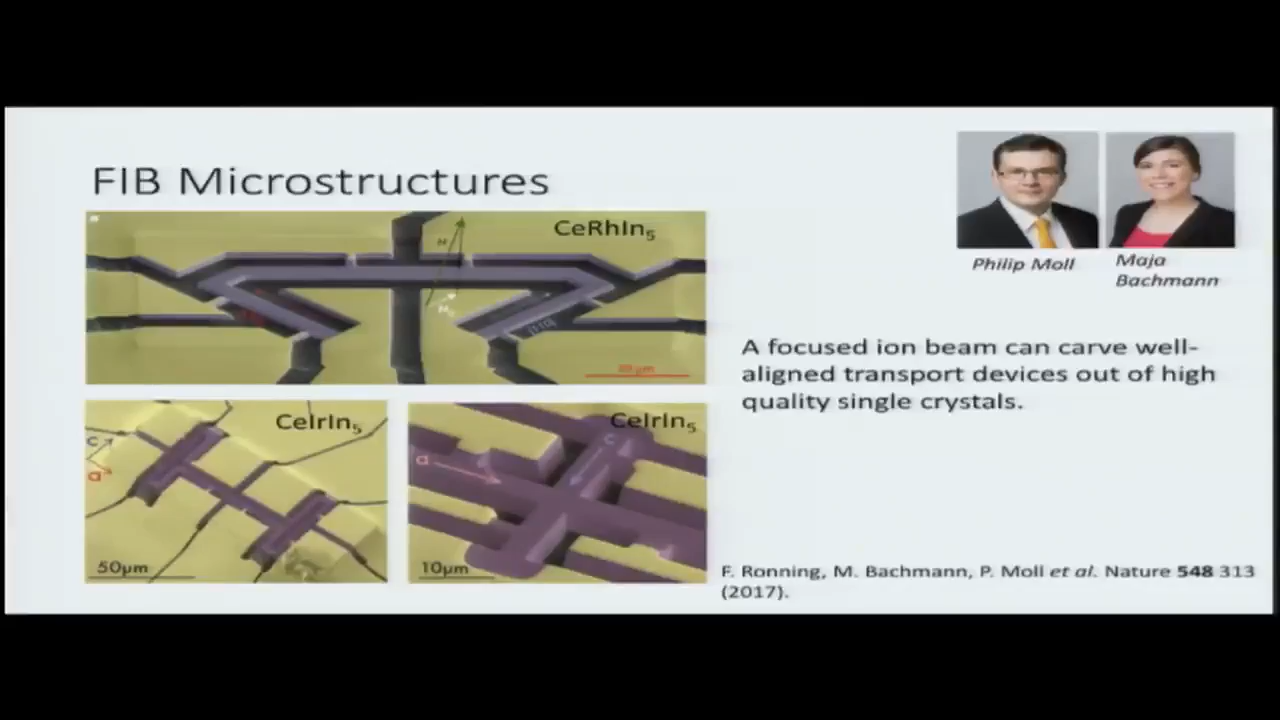 FIB Microstructures
CeRhIn5
H
[110]
Philip Moll
Maja
Bachmann
A focused ion beam can carve well-
aligned transport devices out of high
quality single crystals.
CeIrIn5
c
a
50μm
CeIrIn5
a
c
10μm
F. Ronning, M. Bachmann, P. Moll et al. Nature 548 313
(2017).